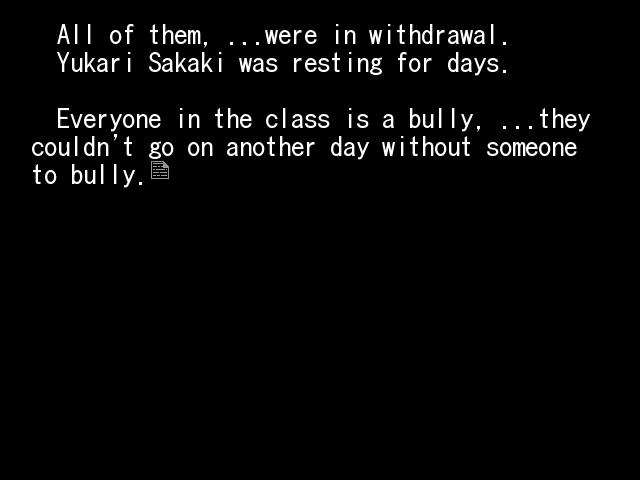 All of them, ...were in withdrawal.
Yukari Sakaki was resting for days.
Everyone in the class is a bully, ...they
couldn't go on another day without someone
to bully.